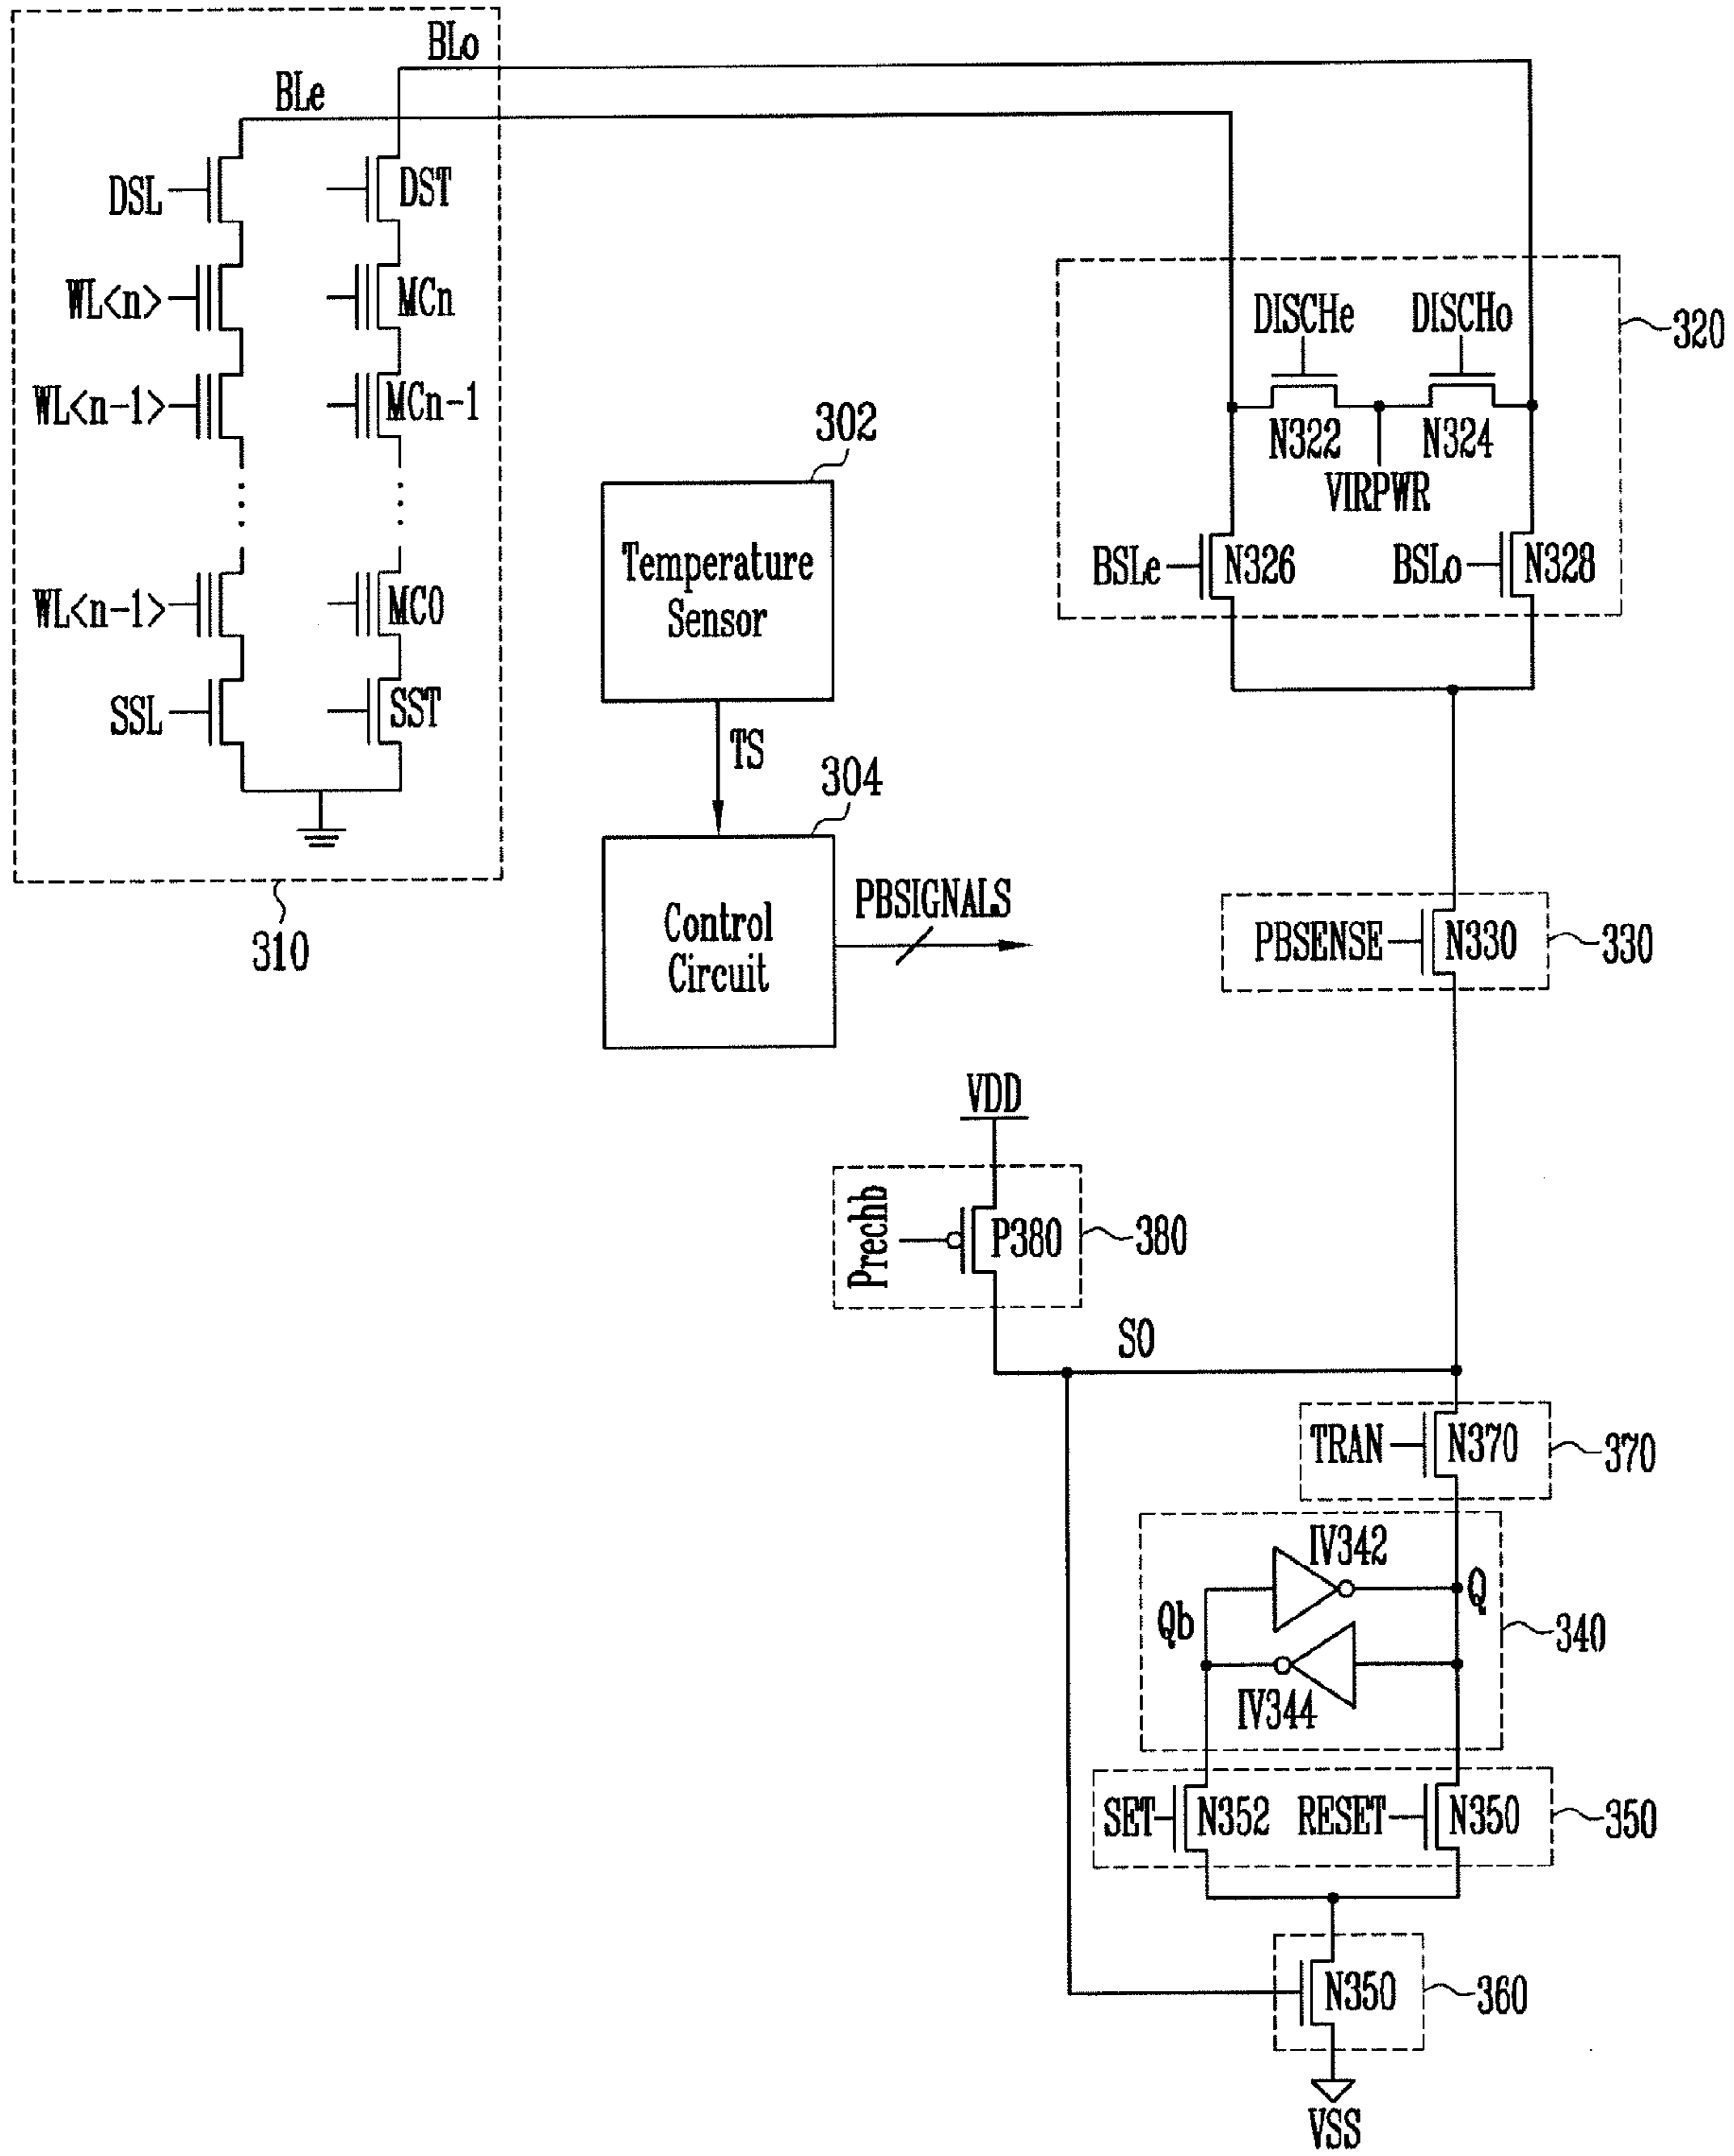 BLo
BLe
DSL
DST
WL<n>
MCn
WL<n-1>
MCn-1
WL<n-1>
MC0
SSL
SST
310
302
Temperature
Sensor
TS
304
Control
Circuit
PBSIGNALS
DISCHe
DISCHo
320
N322
N324
VIRPWR
BSLe
N326
BSLo
N328
PBSENSE
N330
330
VDD
Prechb
P380
380
SO
TRAN
N370
370
IV342
Qb
Q
340
IV344
SET
N352
RESET
N350
350
N350
360
VSS